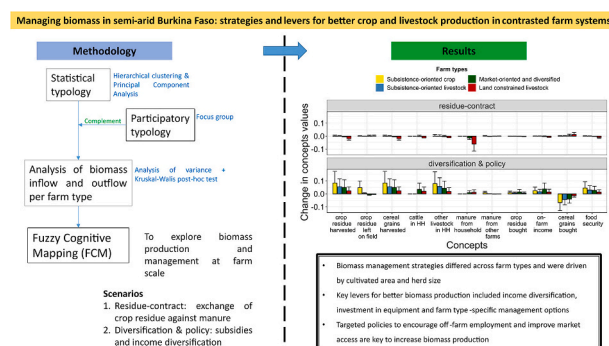 Managing biomass in semi-arid Burkina Faso: strategies and levers for better crop and livestock production in contrasted farm systems
Methodology
Statistical
typology
Hierarchical clustering &
Principal Component
Analysis
Complement
Participatory
typology
Focus group
Analysis of biomass
inflow and outflow
per farm type
Analysis of variance +
Kruskal-Walis post-hoc test
Fuzzy Cognitive
Mapping (FCM)
To explore biomass
production and
management at farm
scale
Scenarios
1. Residue-contract: exchange of
crop residue against manure
2. Diversification & policy: subsidies
and income diversification
Results
Farm types
Subsistence-oriented crop
Market-oriented and diversified
Subsistence-oriented livestock
Land constrained livestock
Change in concepts values
residue-contract
0.1
0.0
-0.1
diversification & policy
0.1
0.0
-0.1
crop
residue
harvested
crop
residue
left
on field
cereal
grains
harvested
cattle
in HH
other
livestock
in HH
manure
from
household
manure
from
other
farms
crop
residue
bought
on-
farm
income
cereal
grains
bought
food
security
Concepts
• Biomass management strategies differed across farm types and were driven
by cultivated area and herd size
• Key levers for better biomass production included income diversification,
investment in equipment and farm type -specific management options
• Targeted policies to encourage off -farm employment and improve market
access are key to increase biomass production